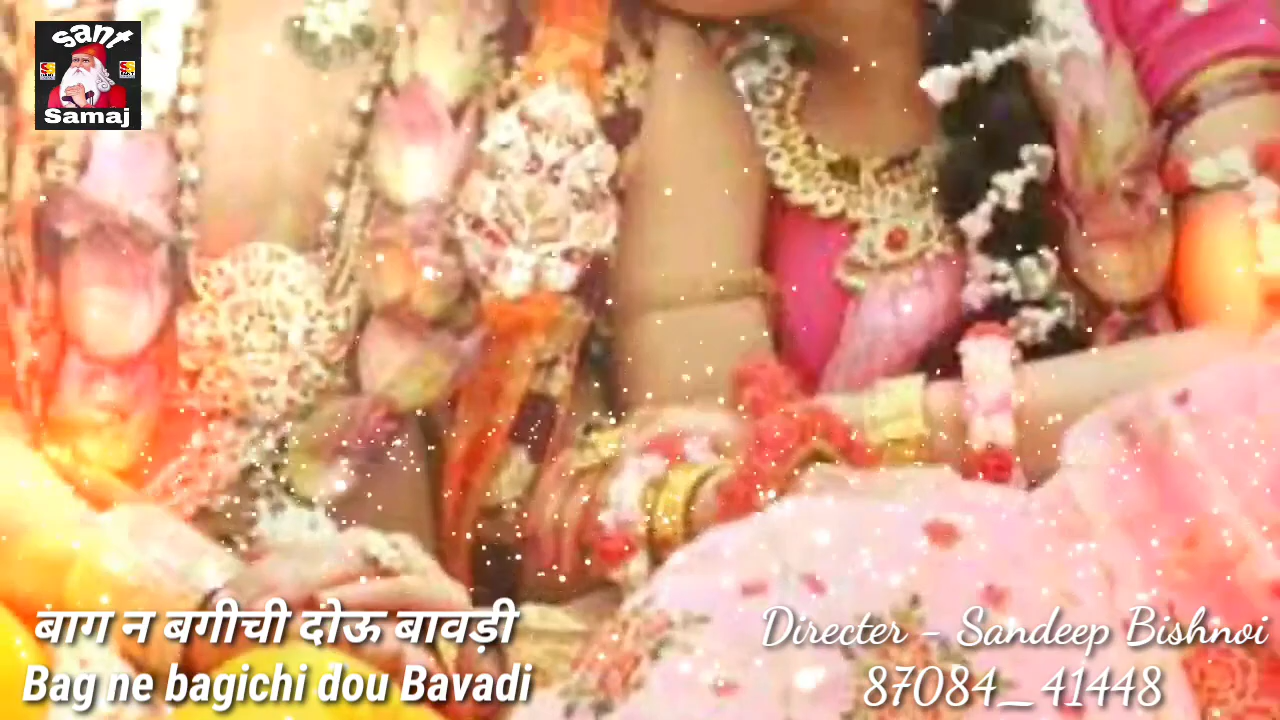 Sant
Samaj
बाग न बगीची दोऊ बावड़ी
Bag ne bagichi dou Bavadi
Directer - Sandeep Bishnoi
87084_41448